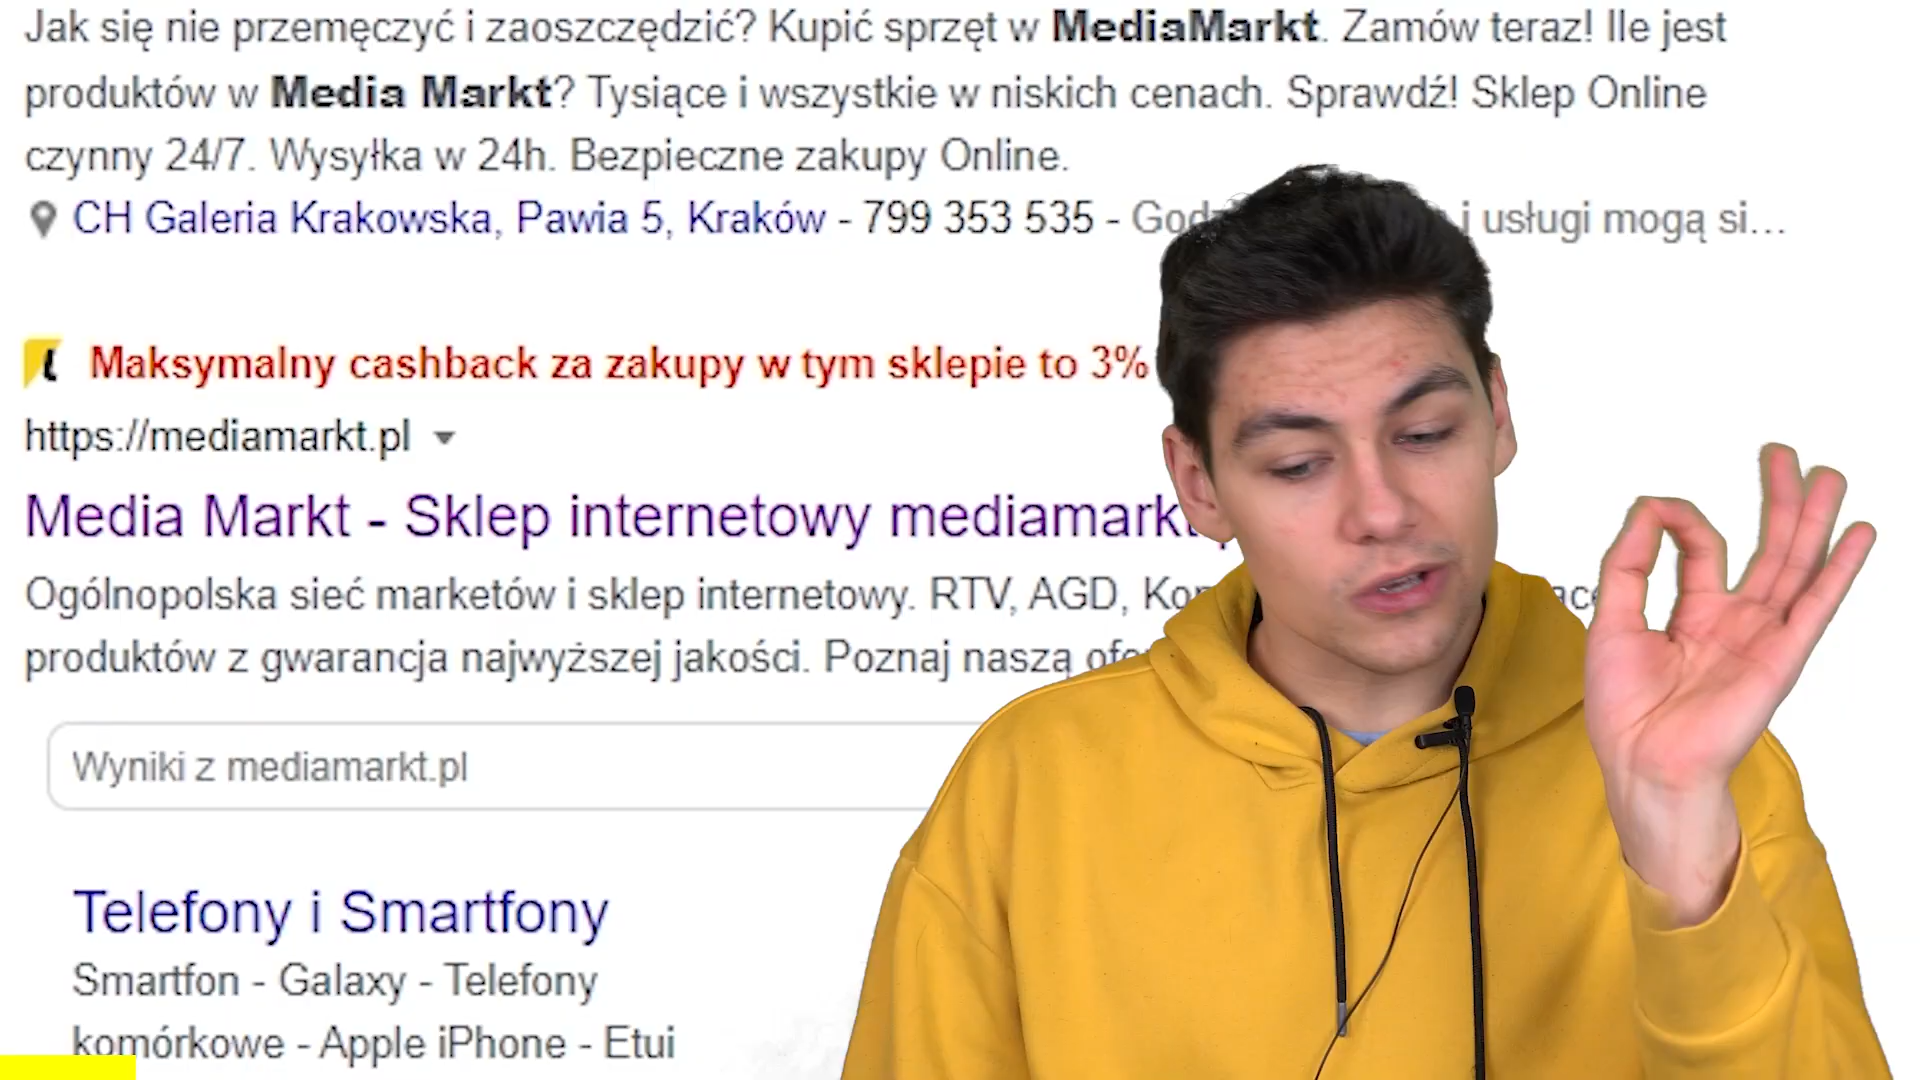 Jak się nie przemęczyć i zaoszczędzić? Kupić sprzęt w MediaMarkt. Zamów teraz! Ile jest
produktów w Media Markt? Tysiące i wszystkie w niskich cenach. Sprawdź! Sklep Online
czynny 24/7. Wysyłka w 24h. Bezpieczne zakupy Online.
CH Galeria Krakowska, Pawia 5, Kraków - 799 353 535 - i usługi mogą si...
Maksymalny cashback za zakupy w tym sklepie to 3%
https://mediamarkt.pl
Media Markt - Sklep internetowy mediamarkt
Ogólnopolska sieć marketów i sklep internetowy. RTV, AGD,
produktów z gwarancja najwyższej jakości. Poznaj naszą
Wyniki z mediamarkt.pl
Telefony i Smartfony
Smartfon - Galaxy - Telefony
komórkowe - Apple iPhone - Etui